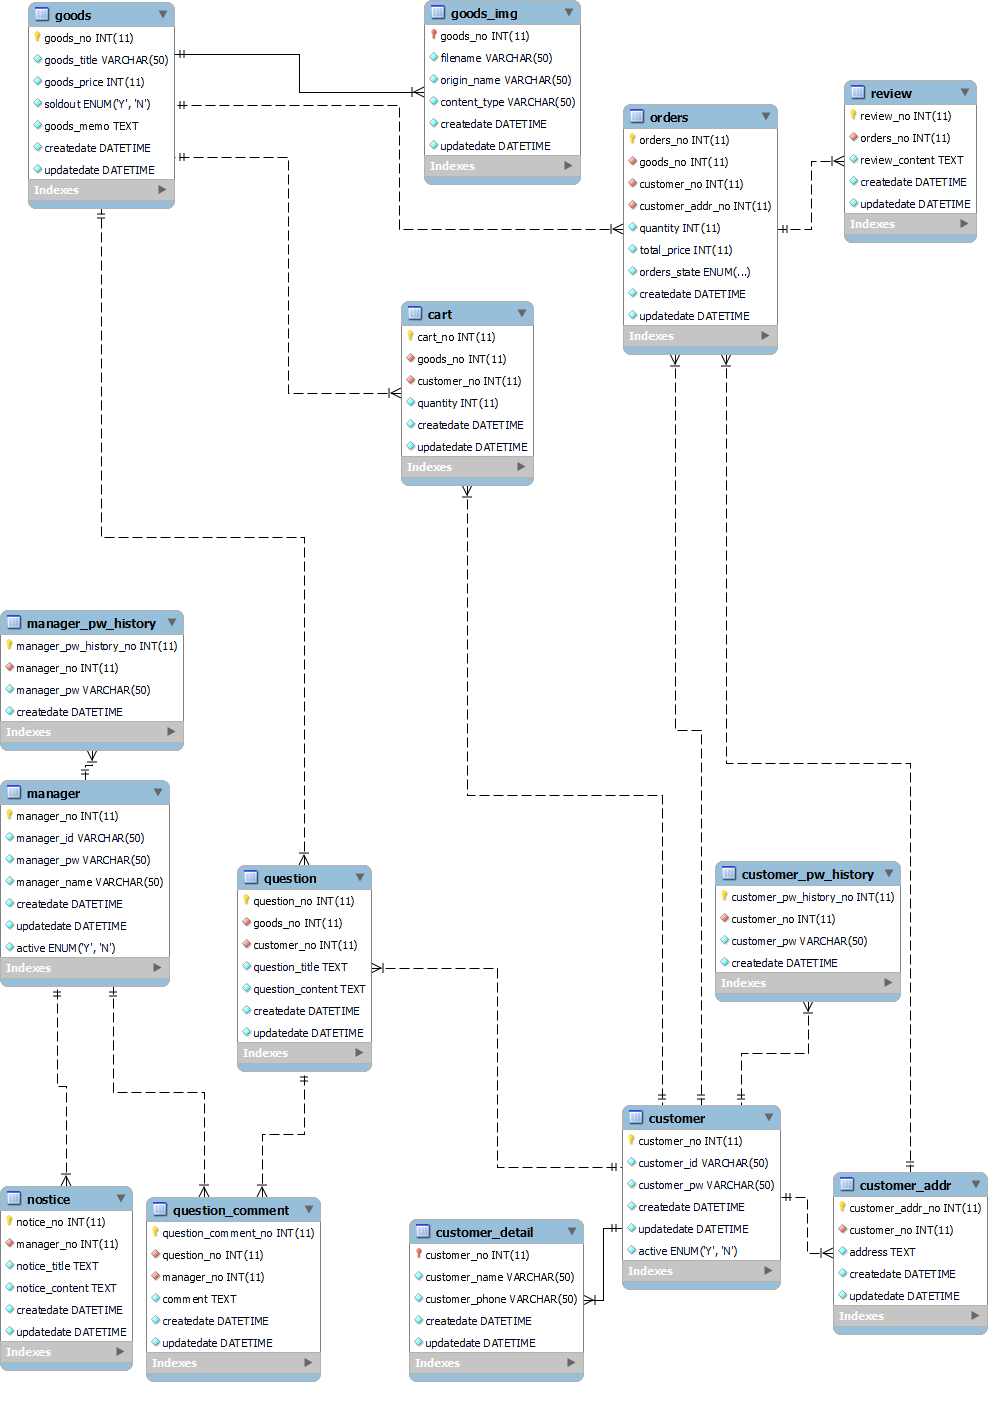 goods
goods_no INT(11)
goods_title VARCHAR(50)
goods_price INT(11)
soldout ENUM('Y', 'N')
goods_memo TEXT
createdate DATETIME
updatedate DATETIME
Indexes
goods_img
goods_no INT(11)
filename VARCHAR(50)
origin_name VARCHAR(50)
content_type VARCHAR(50)
createdate DATETIME
updatedate DATETIME
Indexes
orders
orders_no INT(11)
goods_no INT(11)
customer_no INT(11)
customer_addr_no INT(11)
quantity INT(11)
total_price INT(11)
orders_state ENUM(...)
createdate DATETIME
updatedate DATETIME
Indexes
review
review_no INT(11)
orders_no INT(11)
review_content TEXT
createdate DATETIME
updatedate DATETIME
Indexes
cart
cart_no INT(11)
goods_no INT(11)
customer_no INT(11)
quantity INT(11)
createdate DATETIME
updatedate DATETIME
Indexes
manager_pw_history
manager_pw_history_no INT(11)
manager_no INT(11)
manager_pw VARCHAR(50)
createdate DATETIME
Indexes
manager
manager_no INT(11)
manager_id VARCHAR(50)
manager_pw VARCHAR(50)
manager_name VARCHAR(50)
createdate DATETIME
updatedate DATETIME
active ENUM('Y', 'N')
Indexes
question
question_no INT(11)
goods_no INT(11)
customer_no INT(11)
question_title TEXT
question_content TEXT
createdate DATETIME
updatedate DATETIME
Indexes
customer_pw_history
customer_pw_history_no INT(11)
customer_no INT(11)
customer_pw VARCHAR(50)
createdate DATETIME
Indexes
customer
customer_no INT(11)
customer_id VARCHAR(50)
customer_pw VARCHAR(50)
createdate DATETIME
updatedate DATETIME
active ENUM('Y', 'N')
Indexes
customer_addr
customer_addr_no INT(11)
customer_no INT(11)
address TEXT
createdate DATETIME
updatedate DATETIME
Indexes
nostice
notice_no INT(11)
manager_no INT(11)
notice_title TEXT
notice_content TEXT
createdate DATETIME
updatedate DATETIME
Indexes
question_comment
question_comment_no INT(11)
question_no INT(11)
manager_no INT(11)
comment TEXT
createdate DATETIME
updatedate DATETIME
Indexes
customer_detail
customer_no INT(11)
customer_name VARCHAR(50)
customer_phone VARCHAR(50)
createdate DATETIME
updatedate DATETIME
Indexes